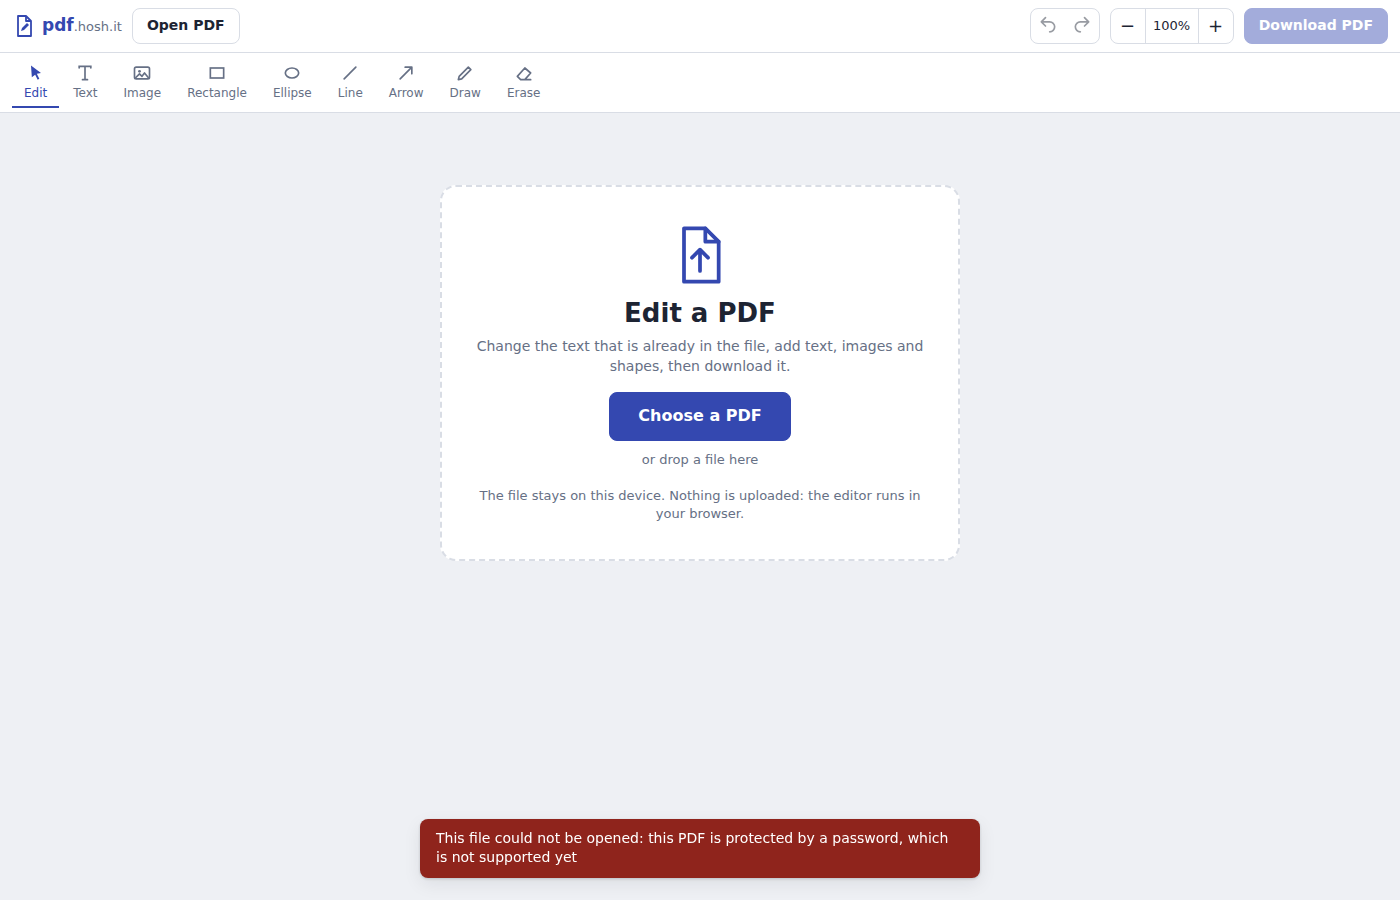 pdf.hosh.it
Open PDF
100%
Download PDF
Edit
Text
Image
Rectangle
Ellipse
Line
Arrow
Draw
Erase
Edit a PDF
Change the text that is already in the file, add text, images and
shapes, then download it.
Choose a PDF
or drop a file here
The file stays on this device. Nothing is uploaded: the editor runs in
your browser.
This file could not be opened: this PDF is protected by a password, which
is not supported yet